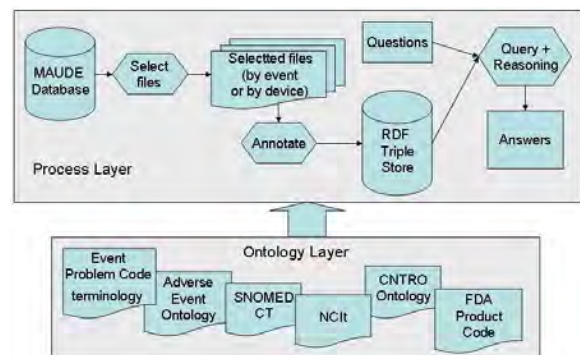 MAUDE
Database
Select
files
Selectted files
(by event
or by device)
Questions
Query +
Reasoning
Annotate
RDF
Triple
Store
Answers
Process Layer
Ontology Layer
Event
Problem Code
terminology
Adverse
Event
Ontology
SNOMED
CT
NCIt
CNTRO
Ontology
FDA
Product
Code